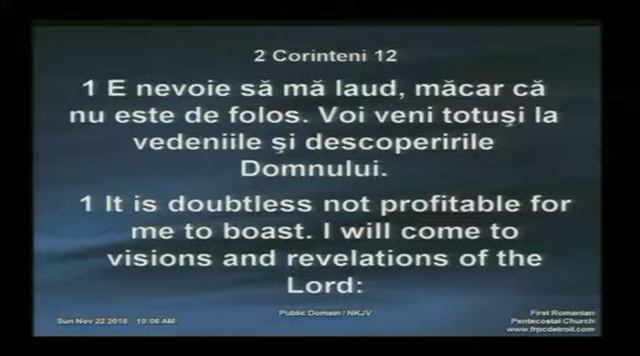 2 Corinteni 12
1 E nevoie să mă laud, măcar că
nu este de folos. Voi veni totuşi la
vedeniile şi descoperirile
Domnului.
1 It is doubtless not profitable for
me to boast. I will come to
visions and revelations of the
Lord:
Public Domain / NKJV
Sun Nov 22 2015 10:06 AM
First Romanian
Pentecostal Church
www.frpcdetroit.com